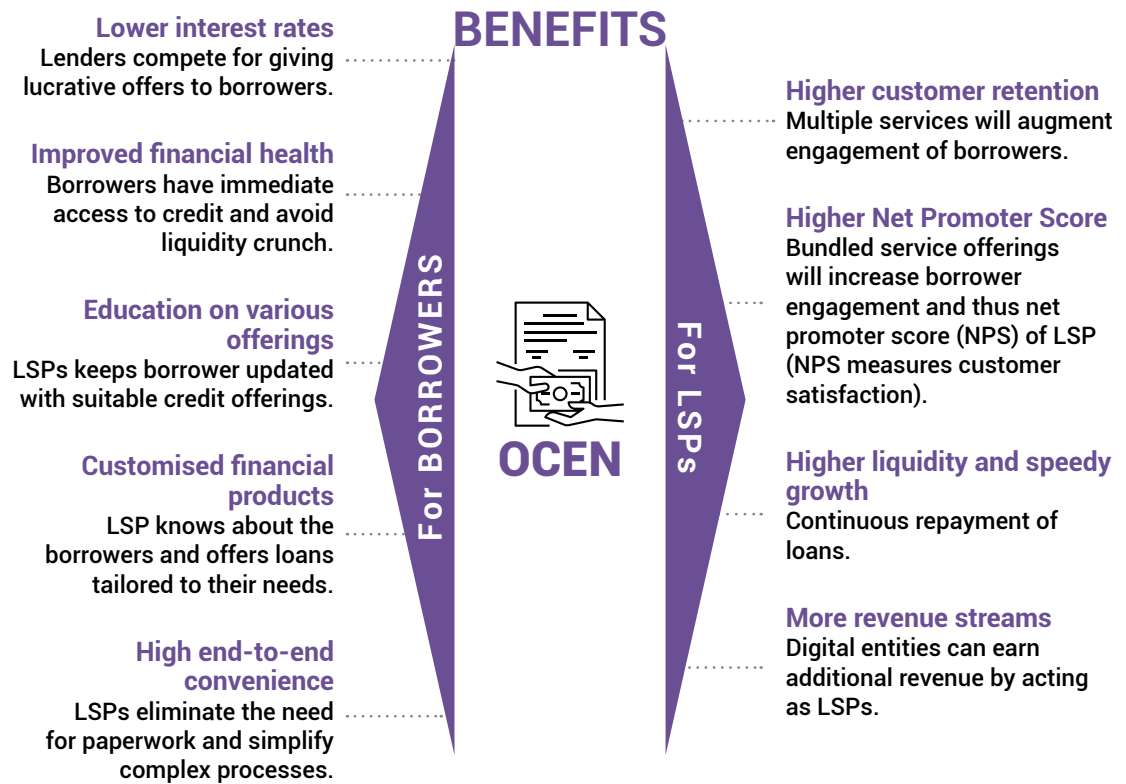 BENEFITS
Lower interest rates
Lenders compete for giving
lucrative offers to borrowers.
Improved financial health
Borrowers have immediate
access to credit and avoid
liquidity crunch.
Education on various
offerings
LSPs keeps borrower updated
with suitable credit offerings.
Customised financial
products
LSP knows about the
borrowers and offers loans
tailored to their needs.
High end-to-end
convenience
LSPs eliminate the need
for paperwork and simplify
complex processes.
For BORROWERS
OCEN
For LSPs
Higher customer retention
Multiple services will augment
engagement of borrowers.
Higher Net Promoter Score
Bundled service offerings
will increase borrower
engagement and thus net
promoter score (NPS) of LSP
(NPS measures customer
satisfaction).
Higher liquidity and speedy
growth
Continuous repayment of
loans.
More revenue streams
Digital entities can earn
additional revenue by acting
as LSPs.